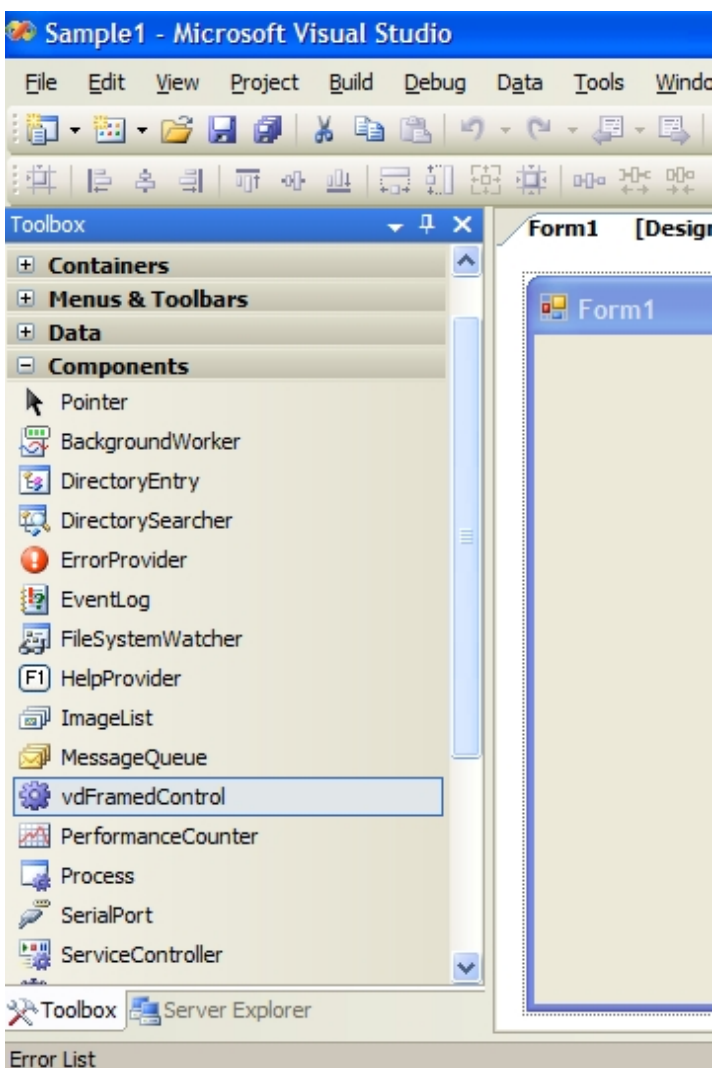 Sample1 - Microsoft Visual Studio
File Edit View Project Build Debug Data Tools
Toolbox
Form1 [Design
Containers
Menus & Toolbars
Data
Components
Pointer
BackgroundWorker
DirectoryEntry
DirectorySearcher
ErrorProvider
EventLog
FileSystemWatcher
F1 HelpProvider
ImageList
MessageQueue
vdFramedControl
PerformanceCounter
Process
SerialPort
ServiceController
Form1
Toolbox Server Explorer
Error List